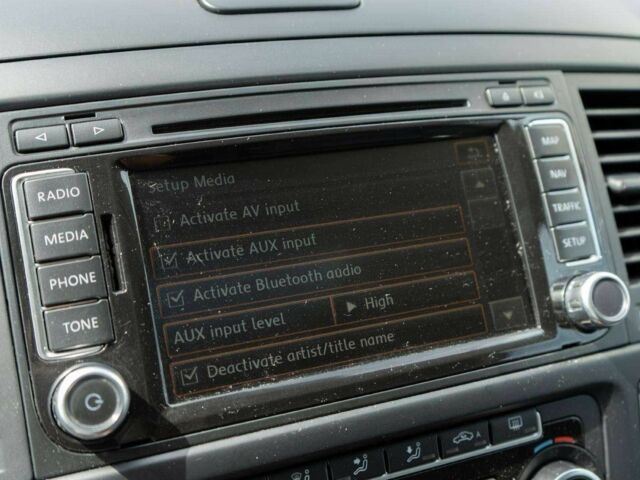 RADIO
MEDIA
PHONE
TONE
Setup Media
Activate AV input
Activate AUX input
Activate Bluetooth audio
AUX input level High
Deactivate artist/title name
MAP
NAV
TRAFFIC
SETUP